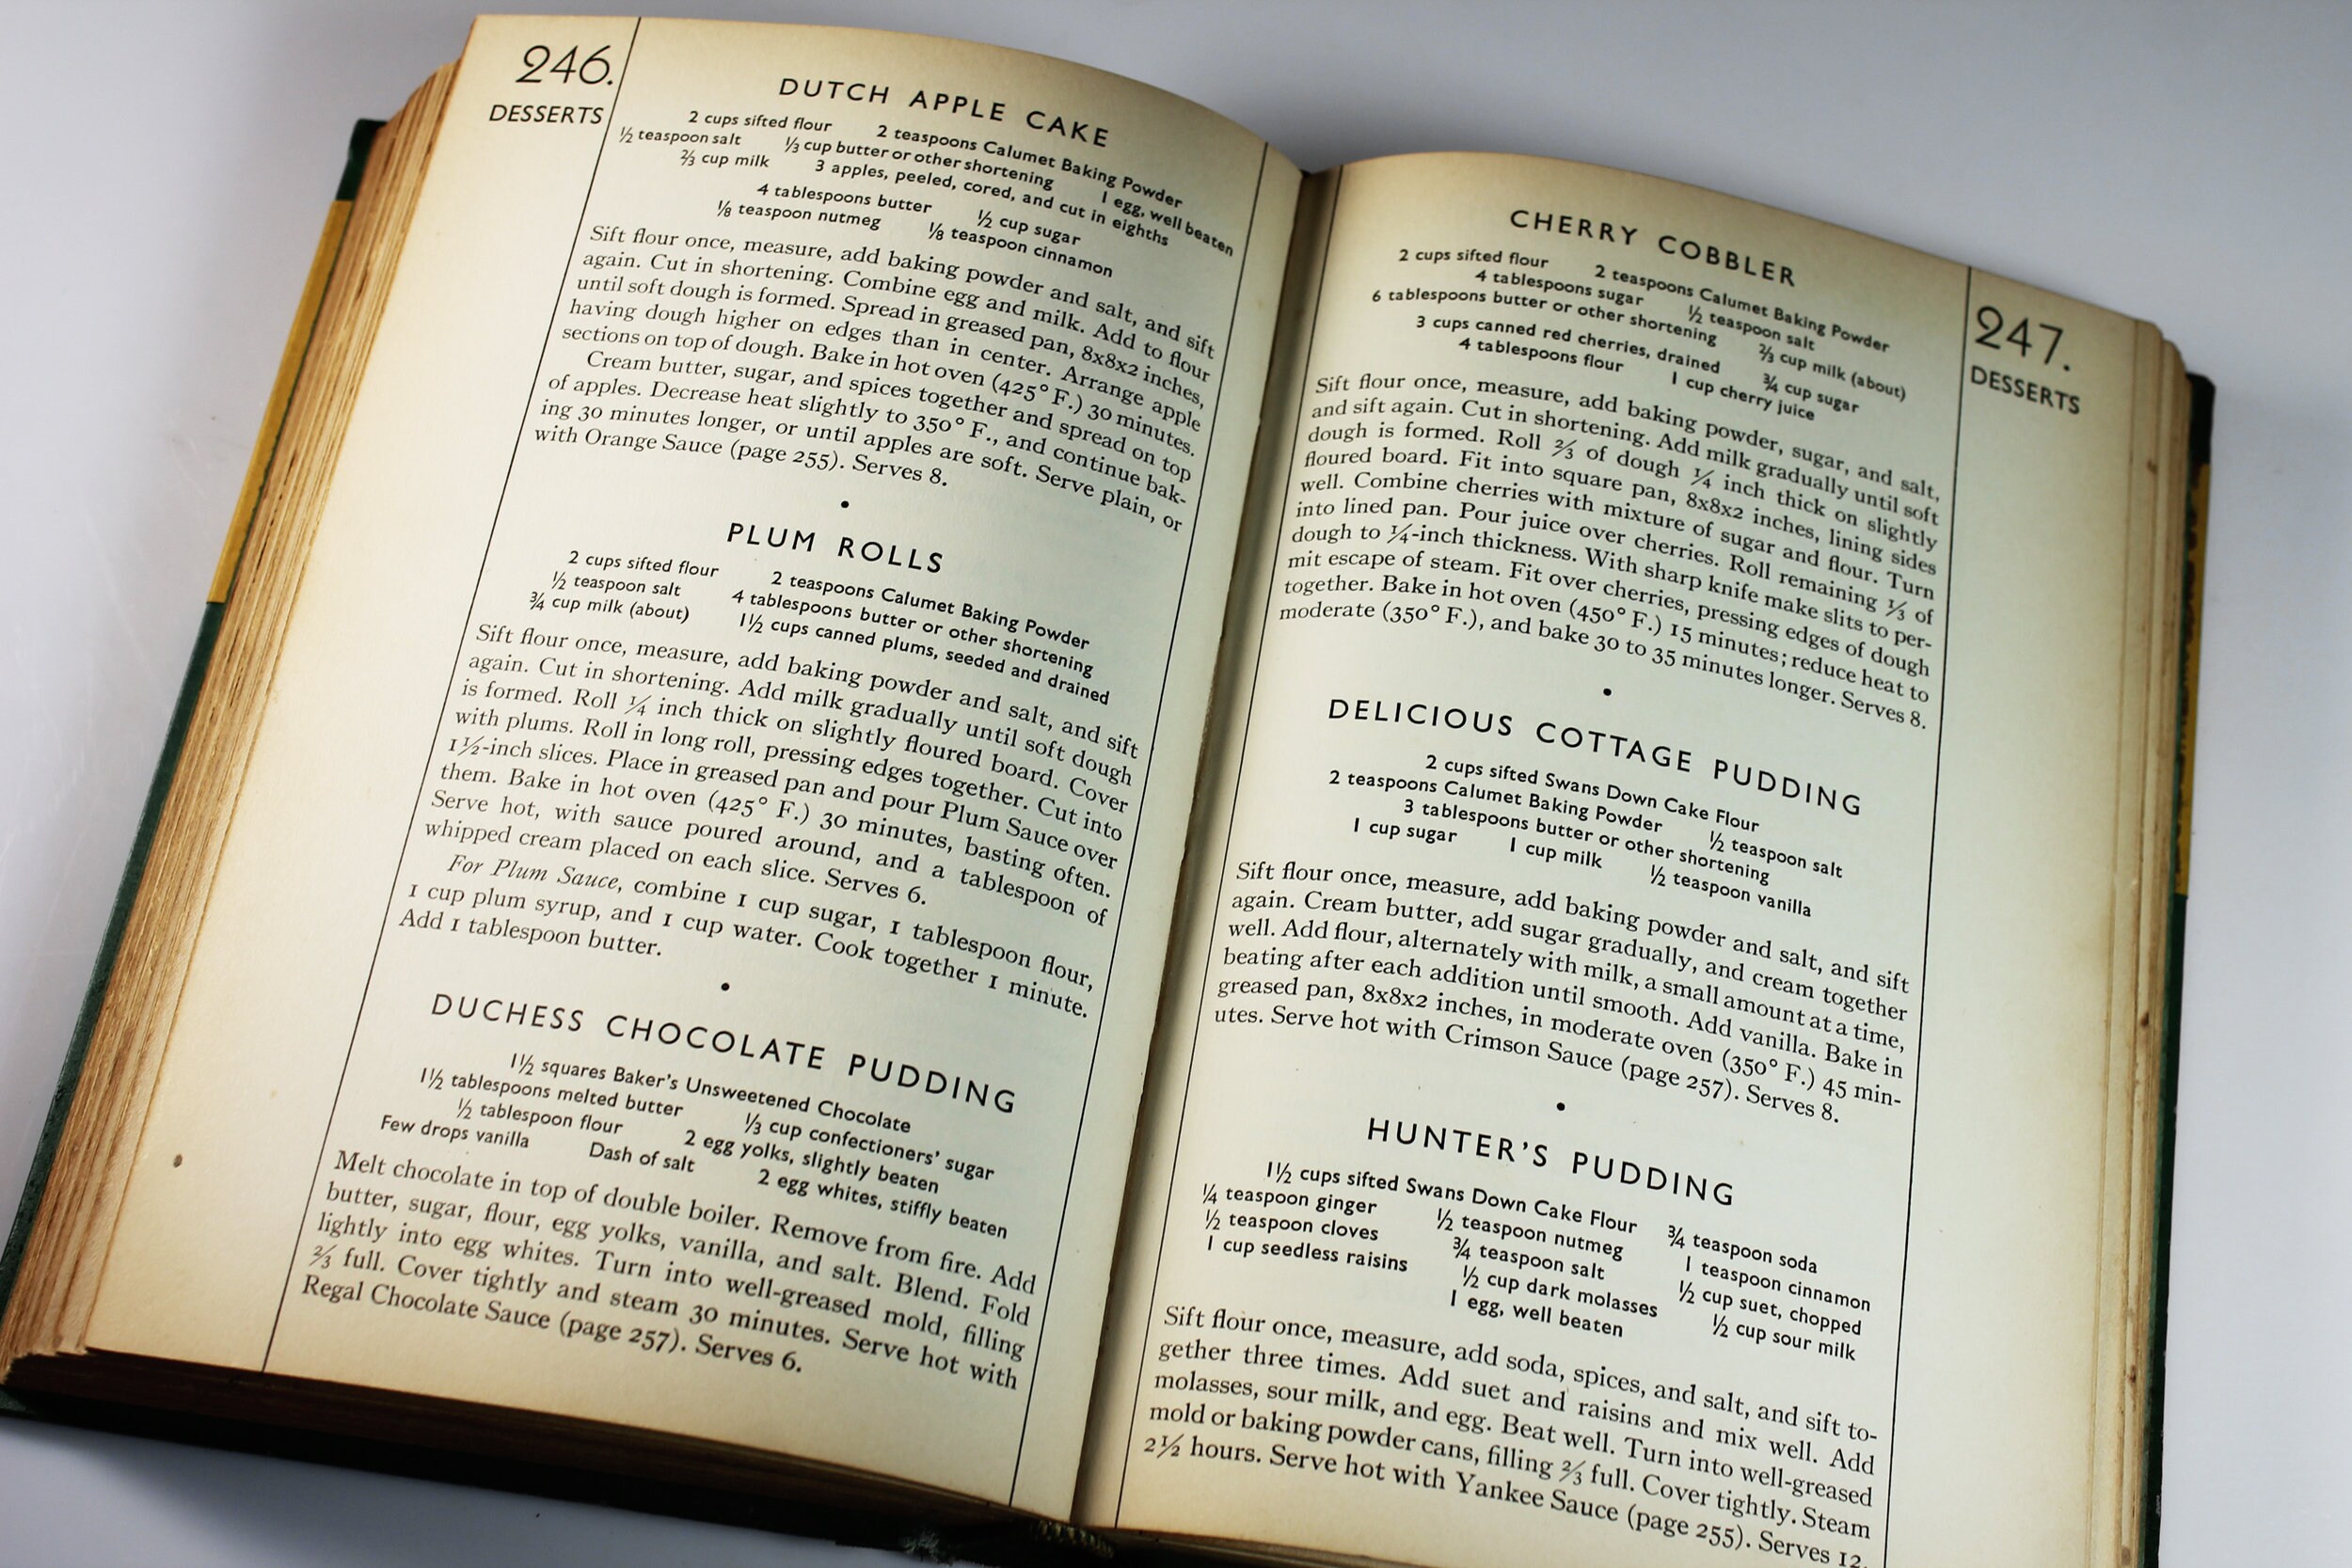 246.
DESSERTS
DUTCH APPLE CAKE
2 cups sifted flour 2 teaspoons Calumet Baking Powder
½ teaspoon salt ⅓ cup butter or other shortening 1 egg, well beaten
⅔ cup milk 3 apples, peeled, cored, and cut in eighths
4 tablespoons butter ½ cup sugar
⅛ teaspoon nutmeg ⅛ teaspoon cinnamon
Sift flour once, measure, add baking powder and salt, and sift
again. Cut in shortening. Combine egg and milk. Add to flour
until soft dough is formed. Spread in greased pan, 8x8x2 inches,
having dough higher on edges than in center. Arrange apple
sections on top of dough. Bake in hot oven (425° F.) 30 minutes.
Cream butter, sugar, and spices together and spread on top
of apples. Decrease heat slightly to 350° F., and continue bak-
ing 30 minutes longer, or until apples are soft. Serve plain, or
with Orange Sauce (page 255). Serves 8.
•
PLUM ROLLS
2 cups sifted flour 2 teaspoons Calumet Baking Powder
½ teaspoon salt 4 tablespoons butter or other shortening
¾ cup milk (about) 1½ cups canned plums, seeded and drained
Sift flour once, measure, add baking powder and salt, and sift
again. Cut in shortening. Add milk gradually until soft dough
is formed. Roll ¼ inch thick on slightly floured board. Cover
with plums. Roll in long roll, pressing edges together. Cut into
1½-inch slices. Place in greased pan and pour Plum Sauce over
them. Bake in hot oven (425° F.) 30 minutes, basting often.
Serve hot, with sauce poured around, and a tablespoon of
whipped cream placed on each slice. Serves 6.
For Plum Sauce, combine 1 cup sugar, 1 tablespoon flour,
1 cup plum syrup, and 1 cup water. Cook together 1 minute.
Add 1 tablespoon butter.
•
DUCHESS CHOCOLATE PUDDING
1½ squares Baker's Unsweetened Chocolate
1½ tablespoons melted butter ⅓ cup confectioners' sugar
½ tablespoon flour 2 egg yolks, slightly beaten
Few drops vanilla Dash of salt 2 egg whites, stiffly beaten
Melt chocolate in top of double boiler. Remove from fire. Add
butter, sugar, flour, egg yolks, vanilla, and salt. Blend. Fold
lightly into egg whites. Turn into well-greased mold, filling
⅔ full. Cover tightly and steam 30 minutes. Serve hot with
Regal Chocolate Sauce (page 257). Serves 6.
247.
DESSERTS
CHERRY COBBLER
2 cups sifted flour 2 teaspoons Calumet Baking Powder
4 tablespoons sugar ½ teaspoon salt
6 tablespoons butter or other shortening ⅔ cup milk (about)
3 cups canned red cherries, drained ¾ cup sugar
4 tablespoons flour 1 cup cherry juice
Sift flour once, measure, add baking powder, sugar, and salt,
and sift again. Cut in shortening. Add milk gradually until soft
dough is formed. Roll ⅔ of dough ¼ inch thick on slightly
floured board. Fit into square pan, 8x8x2 inches, lining sides
well. Combine cherries with mixture of sugar and flour. Turn
into lined pan. Pour juice over cherries. Roll remaining ⅓ of
dough to ¼-inch thickness. With sharp knife make slits to per-
mit escape of steam. Fit over cherries, pressing edges of dough
together. Bake in hot oven (450° F.) 15 minutes; reduce heat to
moderate (350° F.), and bake 30 to 35 minutes longer. Serves 8.
•
DELICIOUS COTTAGE PUDDING
2 cups sifted Swans Down Cake Flour
2 teaspoons Calumet Baking Powder ½ teaspoon salt
3 tablespoons butter or other shortening
1 cup sugar 1 cup milk ½ teaspoon vanilla
Sift flour once, measure, add baking powder and salt, and sift
again. Cream butter, add sugar gradually, and cream together
well. Add flour, alternately with milk, a small amount at a time,
beating after each addition until smooth. Add vanilla. Bake in
greased pan, 8x8x2 inches, in moderate oven (350° F.) 45 min-
utes. Serve hot with Crimson Sauce (page 257). Serves 8.
•
HUNTER'S PUDDING
1½ cups sifted Swans Down Cake Flour ¾ teaspoon soda
¼ teaspoon ginger ½ teaspoon nutmeg 1 teaspoon cinnamon
½ teaspoon cloves ¾ teaspoon salt ½ cup suet, chopped
1 cup seedless raisins ½ cup dark molasses ½ cup sour milk
1 egg, well beaten
Sift flour once, measure, add soda, spices, and salt, and sift to-
gether three times. Add suet and raisins and mix well. Add
molasses, sour milk, and egg. Beat well. Turn into well-greased
mold or baking powder cans, filling ⅔ full. Cover tightly. Steam
2½ hours. Serve hot with Yankee Sauce (page 255). Serves 12.